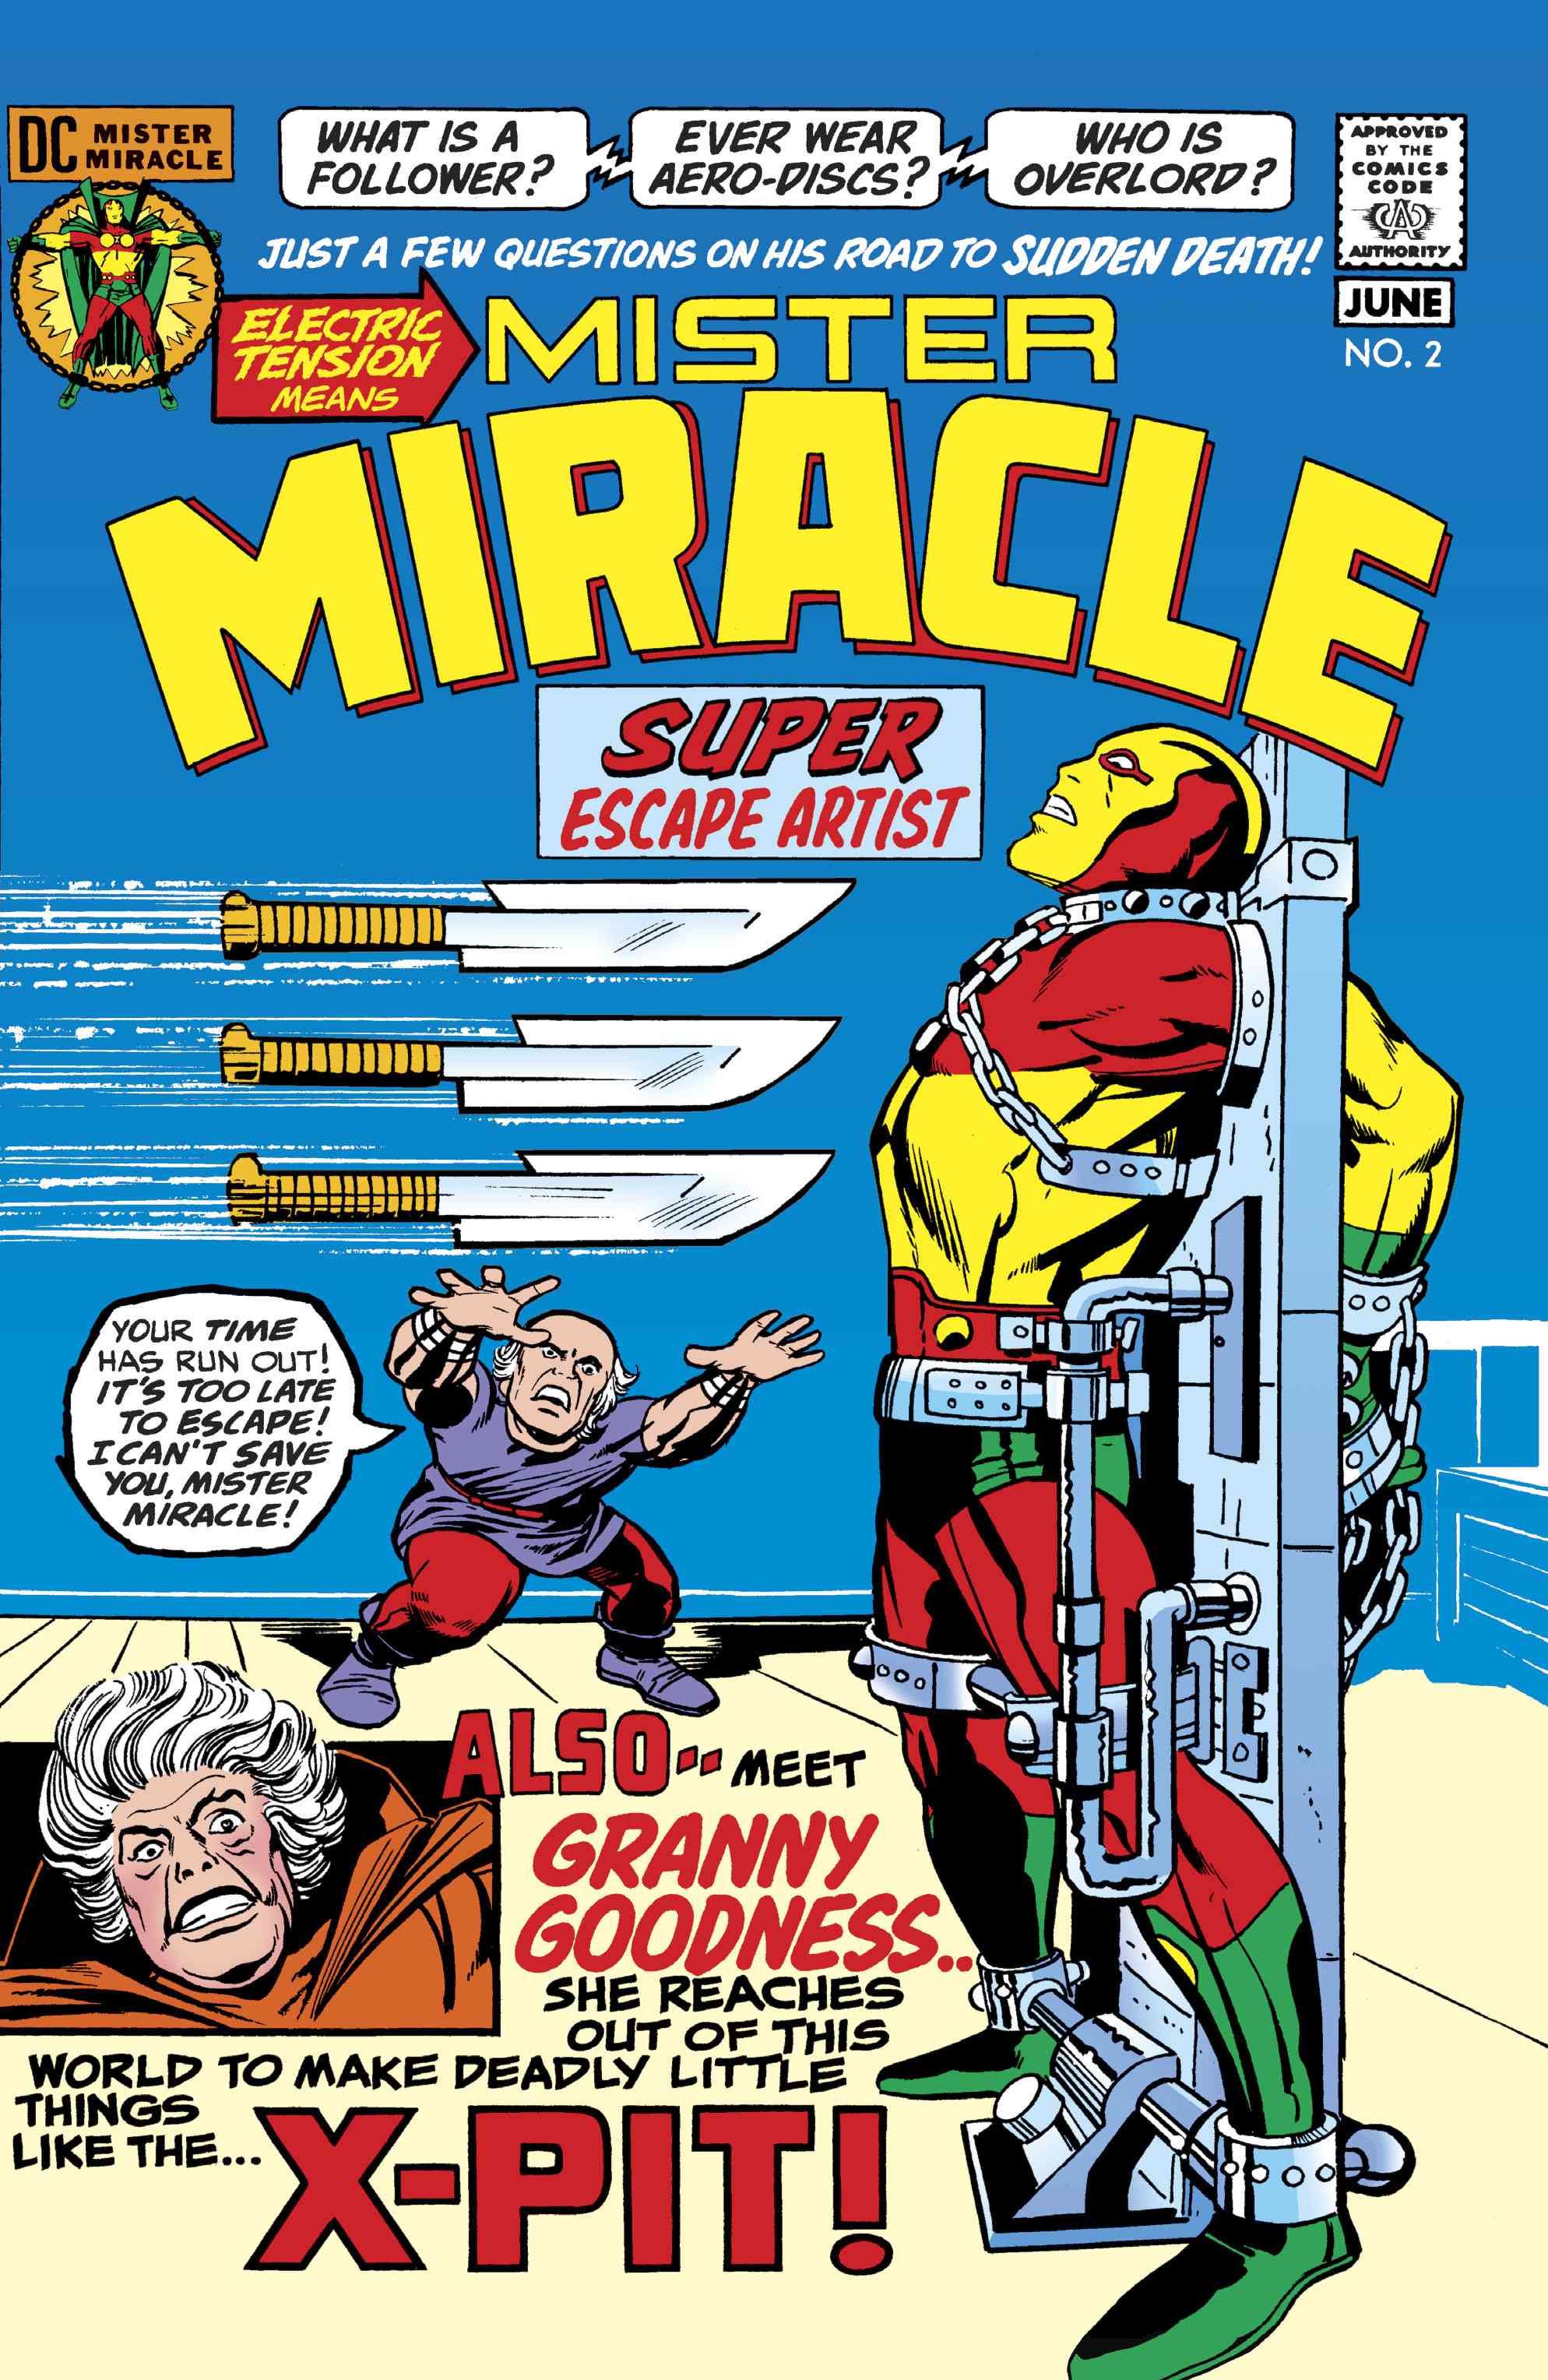 DC MISTER
MIRACLE
WHAT IS A
FOLLOWER?
EVER WEAR
AERO-DISCS?
WHO IS
OVERLORD?
APPROVED
BY THE
COMICS
CODE
CA
AUTHORITY
JUST A FEW QUESTIONS ON HIS ROAD TO SUDDEN DEATH!
JUNE
NO. 2
ELECTRIC
TENSION
MEANS
MISTER
MIRACLE
SUPER
ESCAPE ARTIST
YOUR TIME
HAS RUN OUT!
IT'S TOO LATE
TO ESCAPE!
I CAN'T SAVE
YOU, MISTER
MIRACLE!
ALSO-- MEET
GRANNY
GOODNESS..
SHE REACHES
OUT OF THIS
WORLD TO MAKE DEADLY LITTLE
THINGS
LIKE THE...
X-PIT!